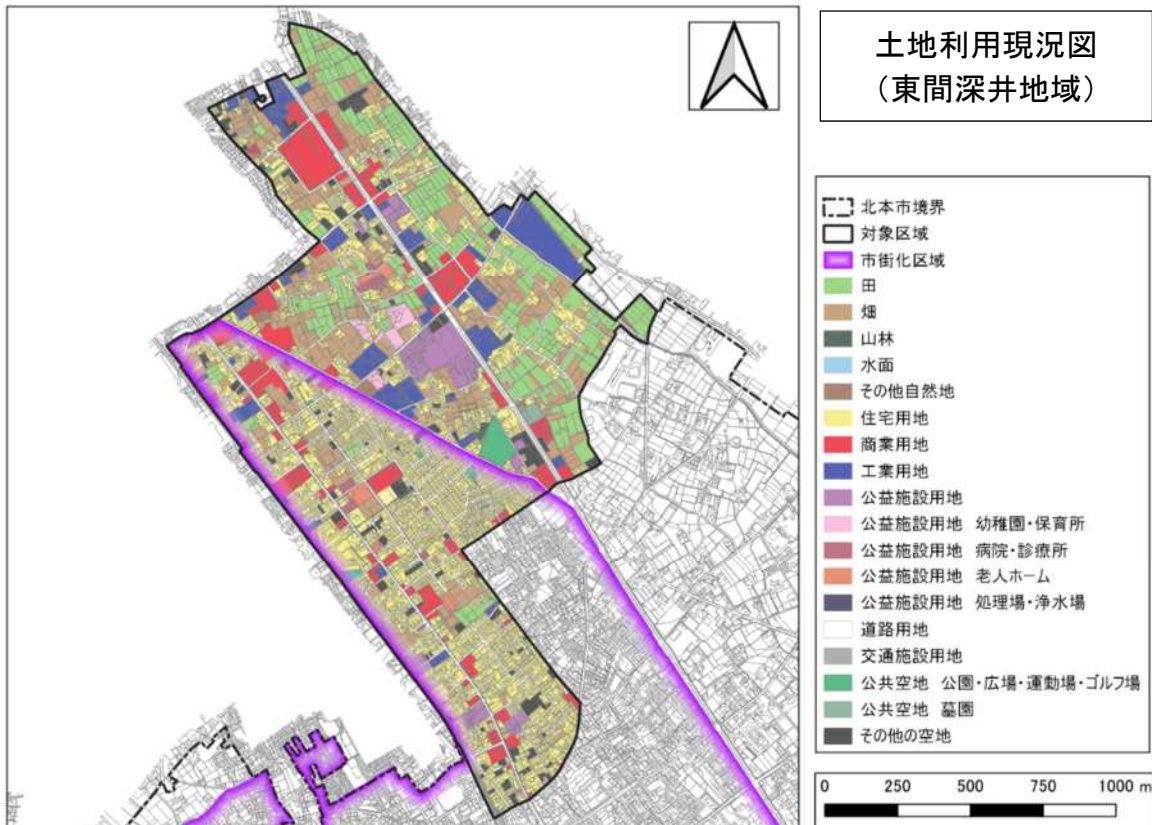 土地利用現況図
（東間深井地域）
北本市境界
対象区域
市街化区域
田
畑
山林
水面
その他自然地
住宅用地
商業用地
工業用地
公益施設用地
公益施設用地 幼稚園・保育所
公益施設用地 病院・診療所
公益施設用地 老人ホーム
公益施設用地 処理場・浄水場
道路用地
交通施設用地
公共空地 公園・広場・運動場・ゴルフ場
公共空地 墓園
その他の空地
0 250 500 750 1000 m